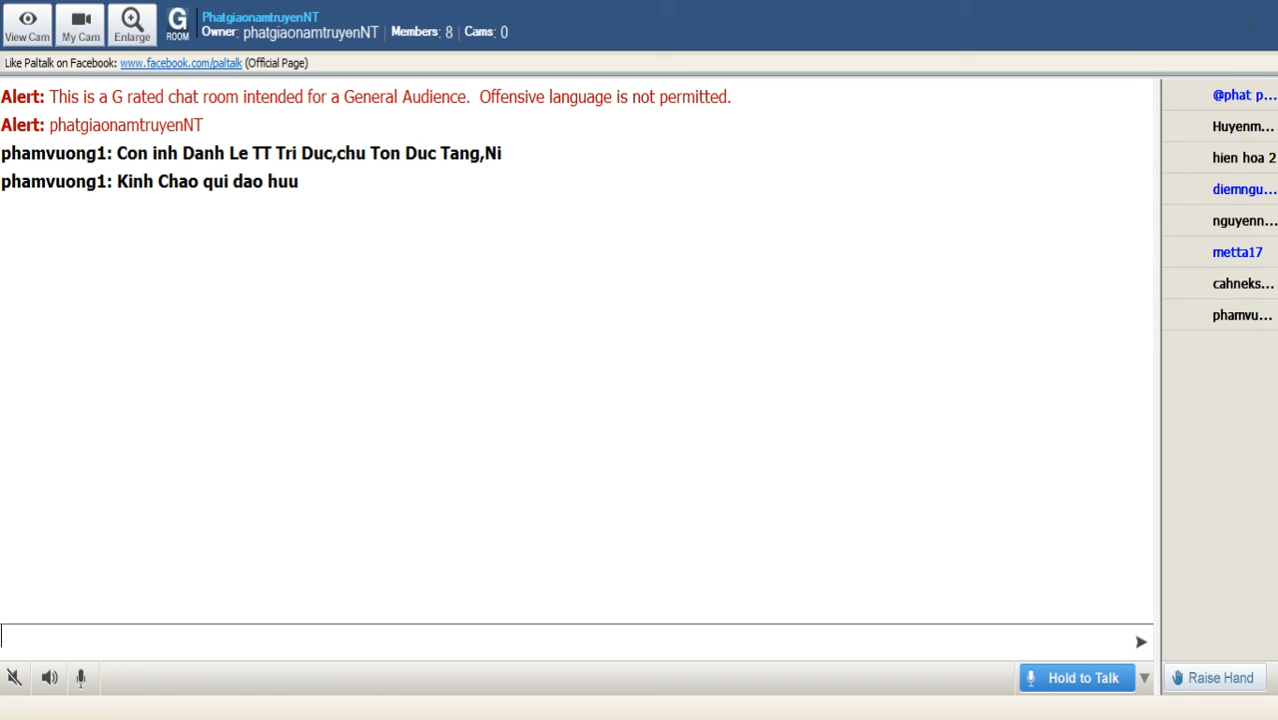 View Cam
My Cam
Enlarge
G
ROOM
PhatgiaonamtruyenNT
Owner: phatgiaonamtruyenNT
Members: 8
Cams: 0
Like Paltalk on Facebook: www.facebook.com/paltalk (Official Page)
Alert: This is a G rated chat room intended for a General Audience. Offensive language is not permitted.
Alert: phatgiaonamtruyenNT
phamvuong1: Con inh Danh Le TT Tri Duc,chu Ton Duc Tang,Ni
phamvuong1: Kinh Chao qui dao huu
@phat p...
Huyenm...
hien hoa 2
diemngu...
nguyenn...
metta17
cahneks...
phamvu...
Hold to Talk
Raise Hand